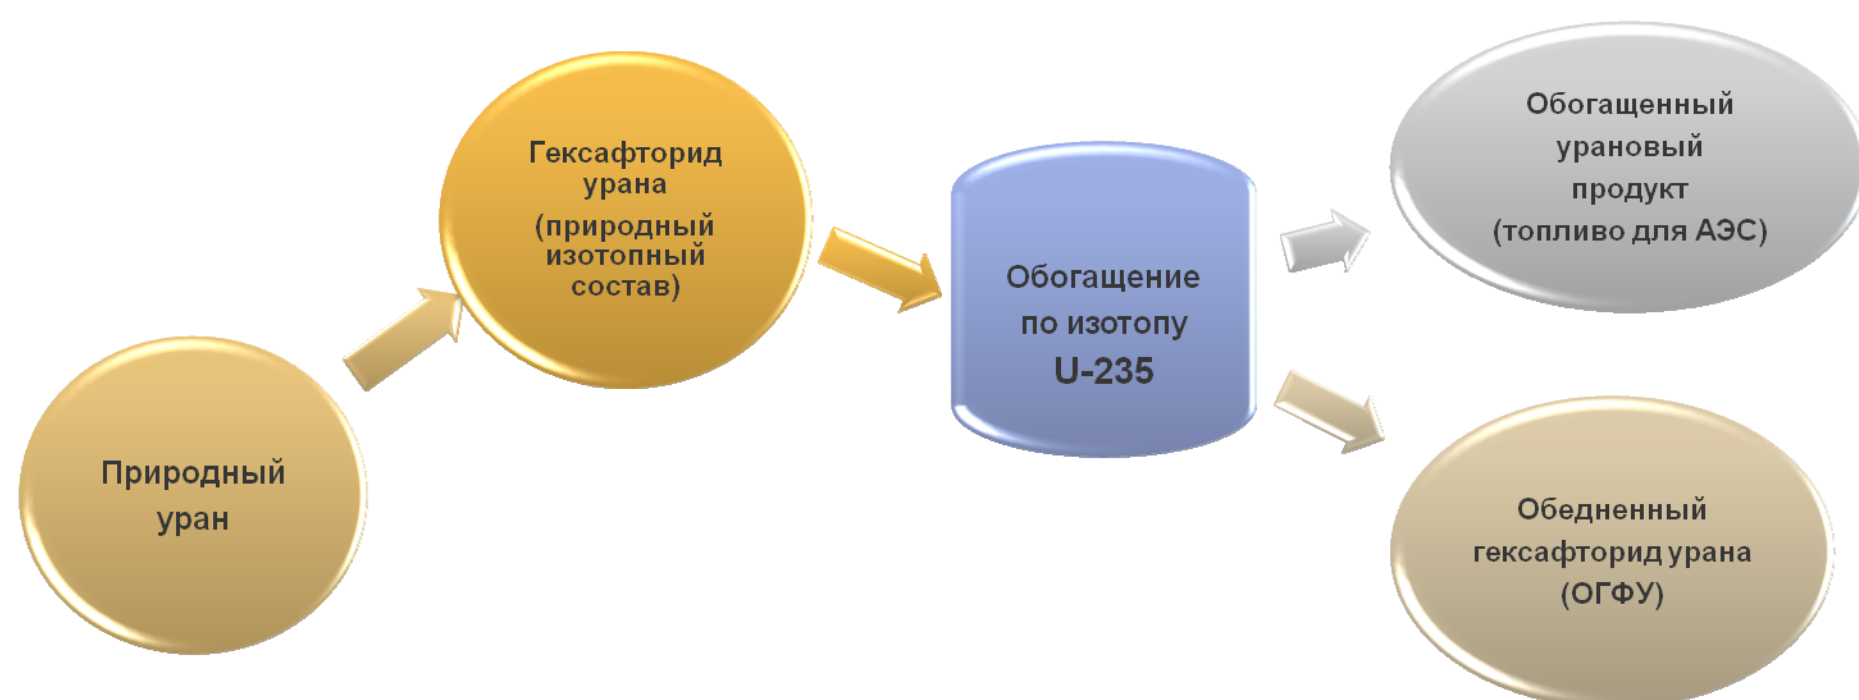 Природный
уран
Гексафторид
урана
(природный
изотопный
состав)
Обогащение
по изотопу
U-235
Обогащенный
урановый
продукт
(топливо для АЭС)
Обедненный
гексафторид урана
(ОГФУ)